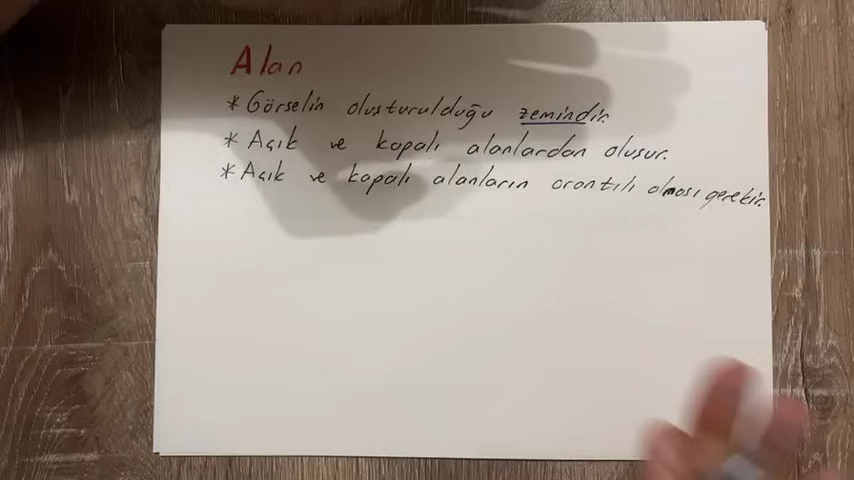 Alan
* Görselin oluşturulduğu zemindir.
* Açık ve kapalı alanlardan oluşur.
* Açık ve kapalı alanların orantılı olması gerekir.